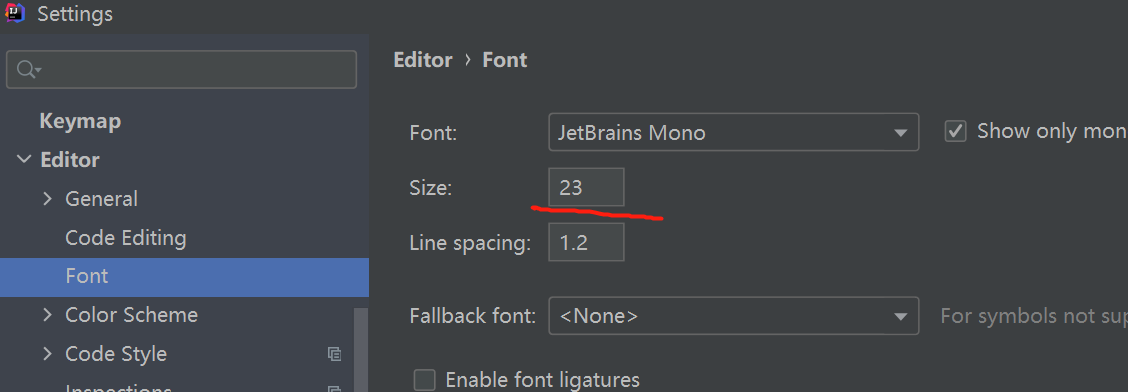 IJ
Settings
Keymap
Editor
General
Code Editing
Font
Color Scheme
Code Style
Inspections
Editor › Font
Font: JetBrains Mono Show only mon
Size: 23
Line spacing: 1.2
Fallback font: <None> For symbols not sup
Enable font ligatures